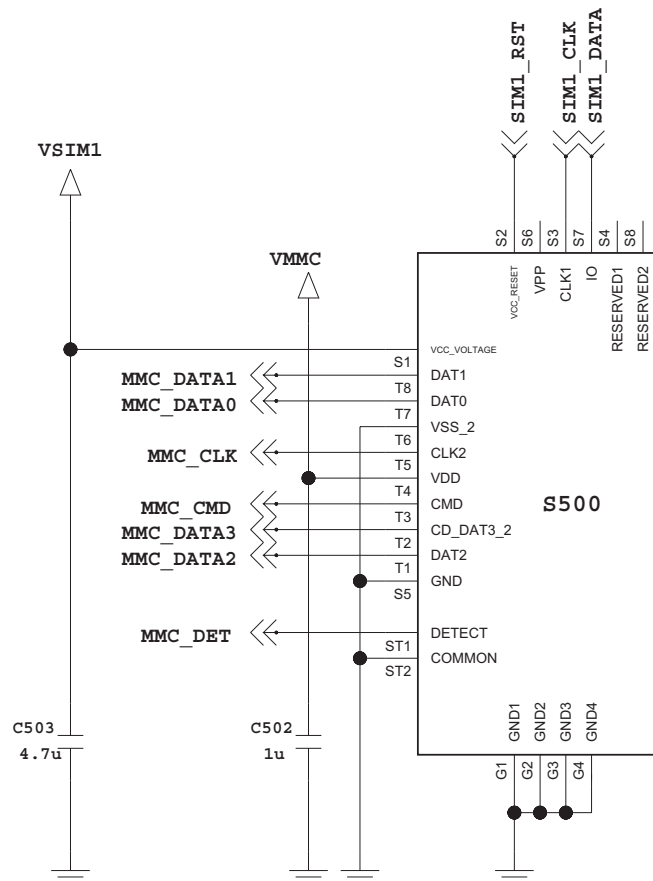 SIM1_RST
SIM1_CLK
SIM1_DATA
VSIM1
VMMC
S2
S6
S3
S7
S4
S8
VCC_RESET
VPP
CLK1
IO
RESERVED1
RESERVED2
VCC_VOLTAGE
S1
MMC_DATA1
DAT1
T8
MMC_DATA0
DAT0
T7
VSS_2
T6
MMC_CLK
CLK2
T5
VDD
T4
MMC_CMD
CMD
S500
T3
MMC_DATA3
CD_DAT3_2
T2
MMC_DATA2
DAT2
T1
GND
S5
MMC_DET
DETECT
ST1
COMMON
ST2
C503
4.7u
C502
1u
GND1
GND2
GND3
GND4
G1
G2
G3
G4